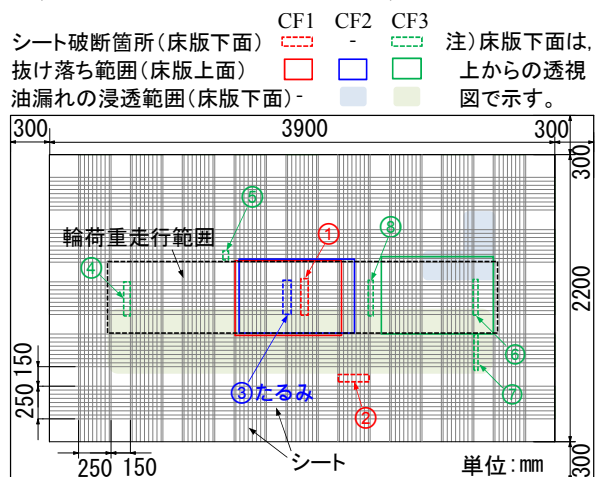 CF1 CF2 CF3
シート破断箇所(床版下面) - 注)床版下面は,
抜け落ち範囲(床版上面) 上からの透視
油漏れの浸透範囲(床版下面)- 図で示す。
300 3900 300
300
⑤
輪荷重走行範囲 ① ⑧
④
2200
150
⑥
250
③たるみ ② ⑦
シート 単位:mm
250 150
300